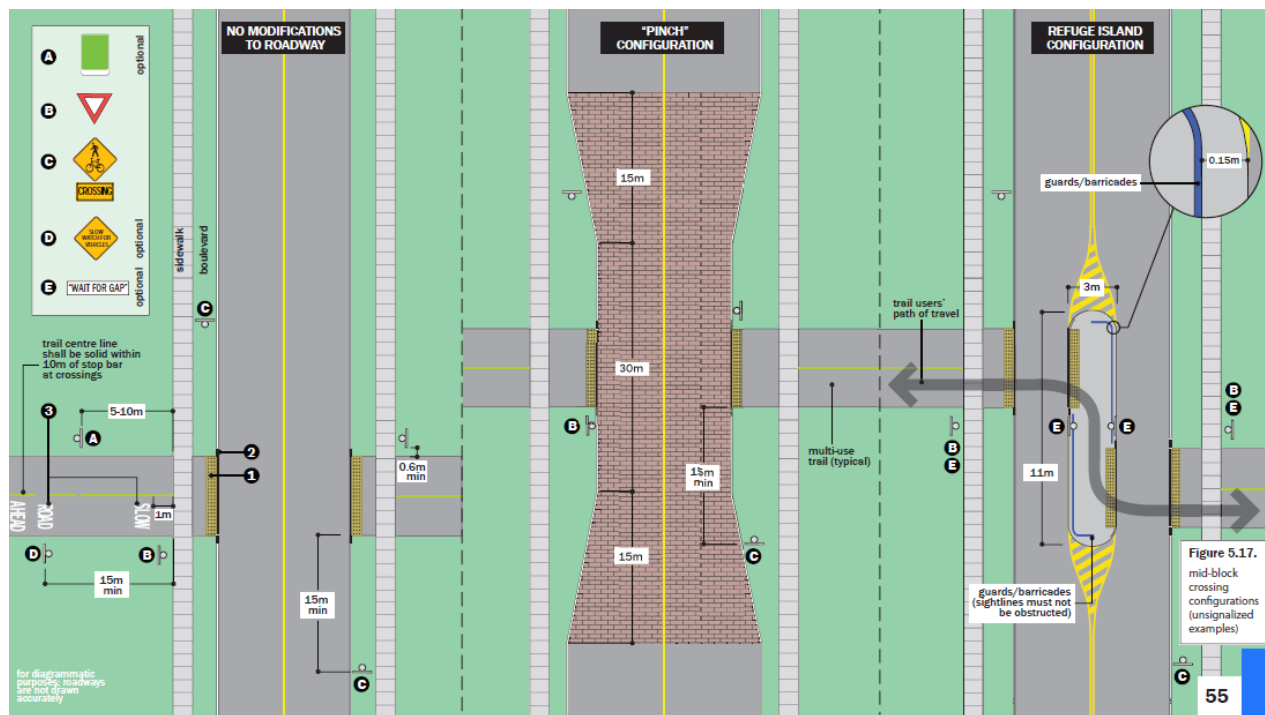 NO MODIFICATIONS
TO ROADWAY
"PINCH"
CONFIGURATION
REFUGE ISLAND
CONFIGURATION
A
optional
B
C
CROSSING
D
SLOW
WATCH FOR
VEHICLES
optional
E
"WAIT FOR GAP"
optional
sidewalk
boulevard
C
trail centre line
shall be solid within
10m of stop bar
at crossings
3
5-10m
A
2
1
0.6m
min
AHEAD
ROAD
SLOW
1m
D
B
15m
min
15m
min
C
for diagrammatic
purposes; roadways
are not drawn
accurately
15m
30m
B
15m
min
15m
C
trail users'
path of travel
multi-use
trail (typical)
B
E
guards/barricades
0.15m
3m
E
E
11m
B
E
guards/barricades
(sightlines must not
be obstructed)
C
Figure 5.17.
mid-block
crossing
configurations
(unsignalized
examples)
55